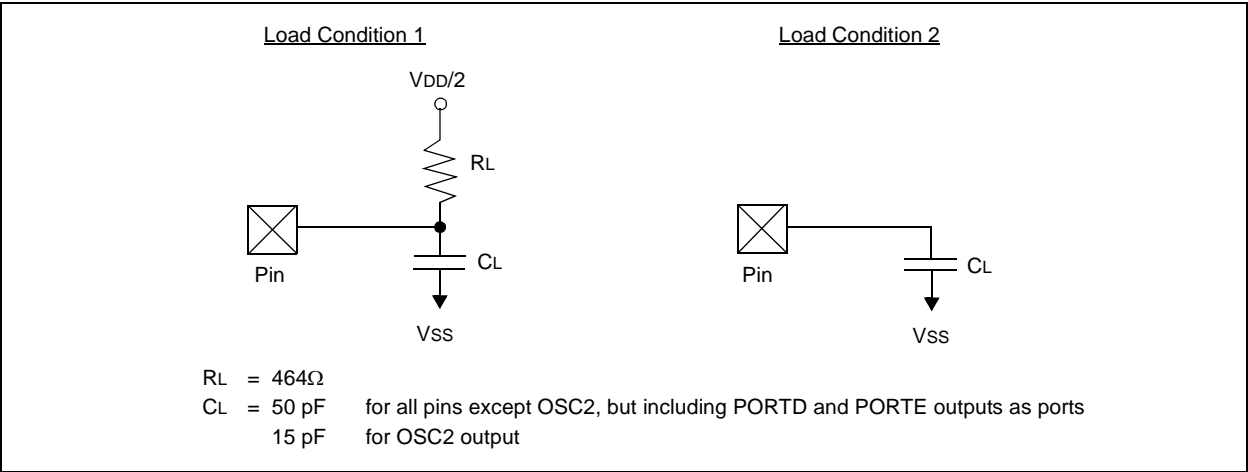 Load Condition 1
Load Condition 2
VDD/2
RL
Pin
CL
VSS
Pin
CL
VSS
RL = 464Ω
CL = 50 pF for all pins except OSC2, but including PORTD and PORTE outputs as ports
15 pF for OSC2 output